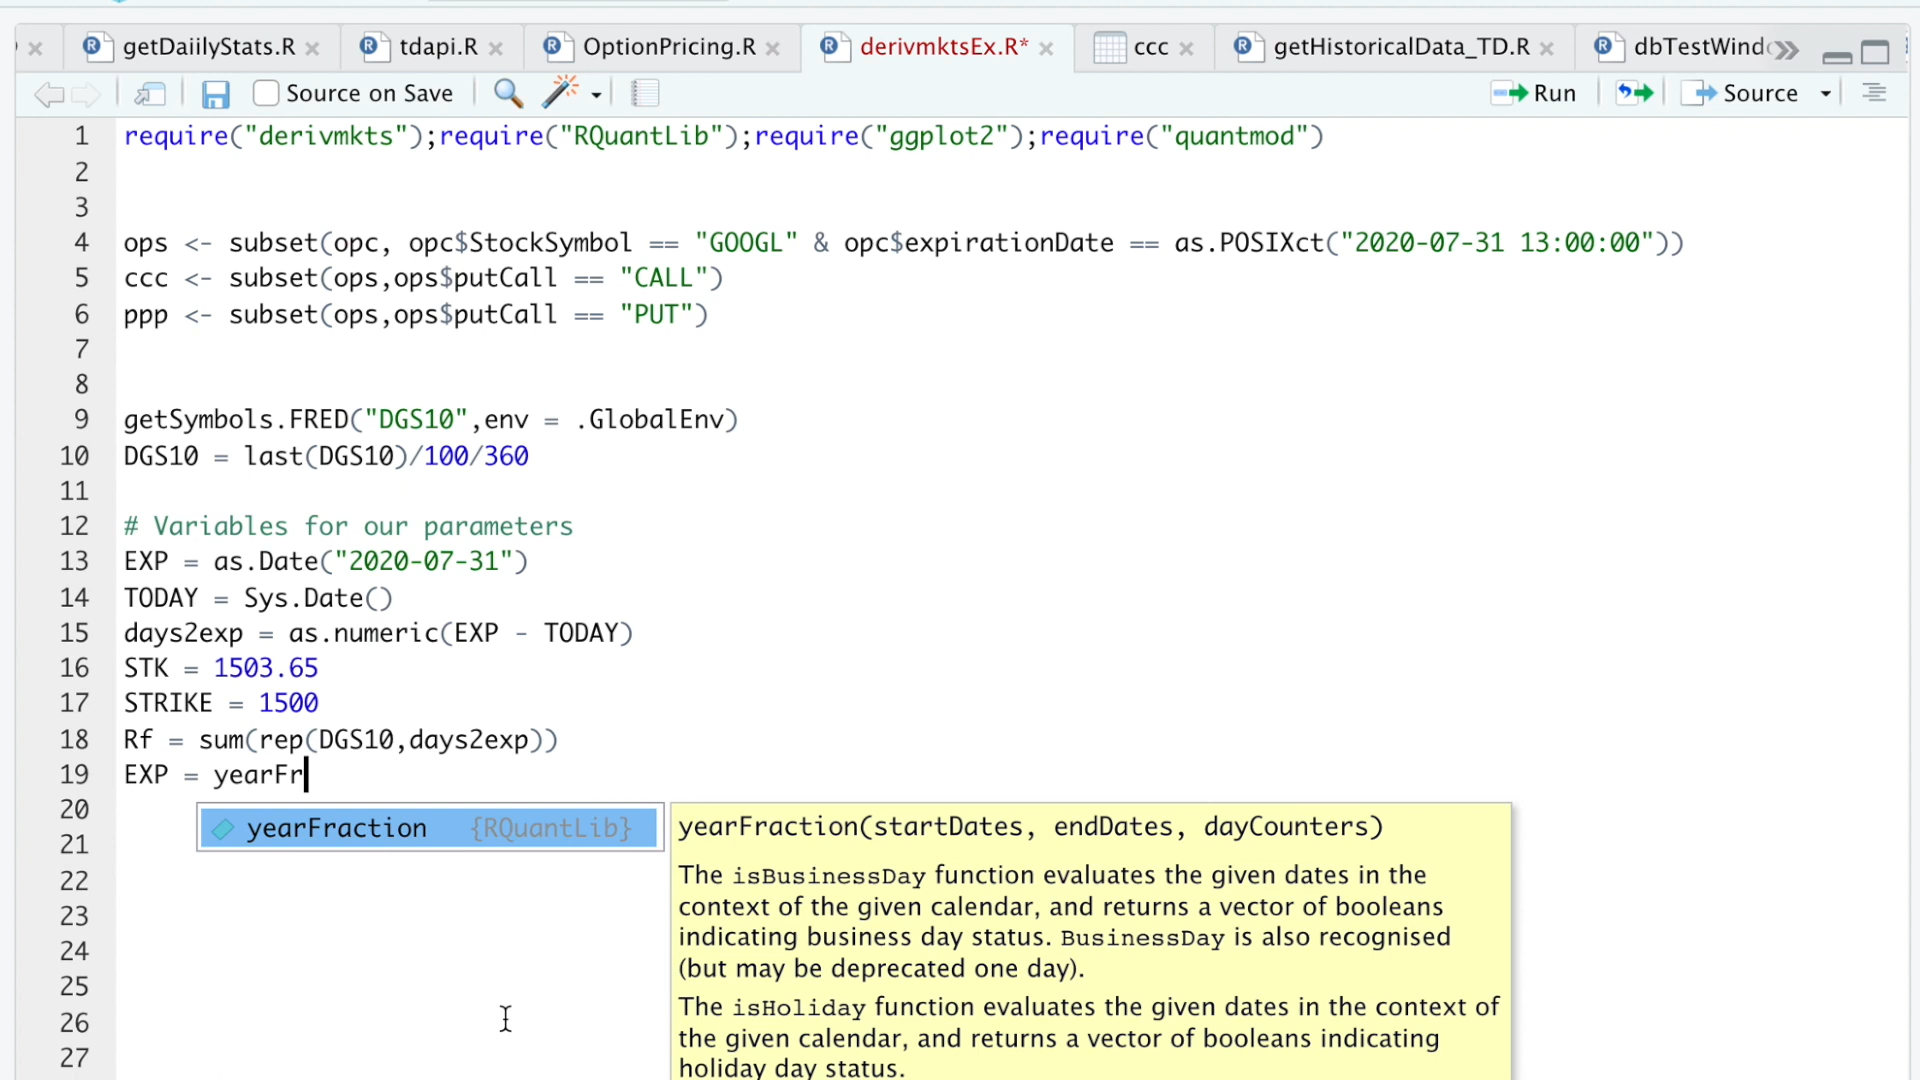 getDaiilyStats.R
tdapi.R
OptionPricing.R
derivmktsEx.R*
ccc
getHistoricalData_TD.R
dbTestWind
Source on Save
Run
Source
1 require("derivmkts");require("RQuantLib");require("ggplot2");require("quantmod")
2
3
4 ops <- subset(opc, opc$StockSymbol == "GOOGL" & opc$expirationDate == as.POSIXct("2020-07-31 13:00:00"))
5 ccc <- subset(ops,ops$putCall == "CALL")
6 ppp <- subset(ops,ops$putCall == "PUT")
7
8
9 getSymbols.FRED("DGS10",env = .GlobalEnv)
10 DGS10 = last(DGS10)/100/360
11
12 # Variables for our parameters
13 EXP = as.Date("2020-07-31")
14 TODAY = Sys.Date()
15 days2exp = as.numeric(EXP - TODAY)
16 STK = 1503.65
17 STRIKE = 1500
18 Rf = sum(rep(DGS10,days2exp))
19 EXP = yearFr
20
21
22
23
24
25
26
27
yearFraction {RQuantLib}
yearFraction(startDates, endDates, dayCounters)
The isBusinessDay function evaluates the given dates in the
context of the given calendar, and returns a vector of booleans
indicating business day status. BusinessDay is also recognised
(but may be deprecated one day).
The isHoliday function evaluates the given dates in the context of
the given calendar, and returns a vector of booleans indicating
holiday day status.